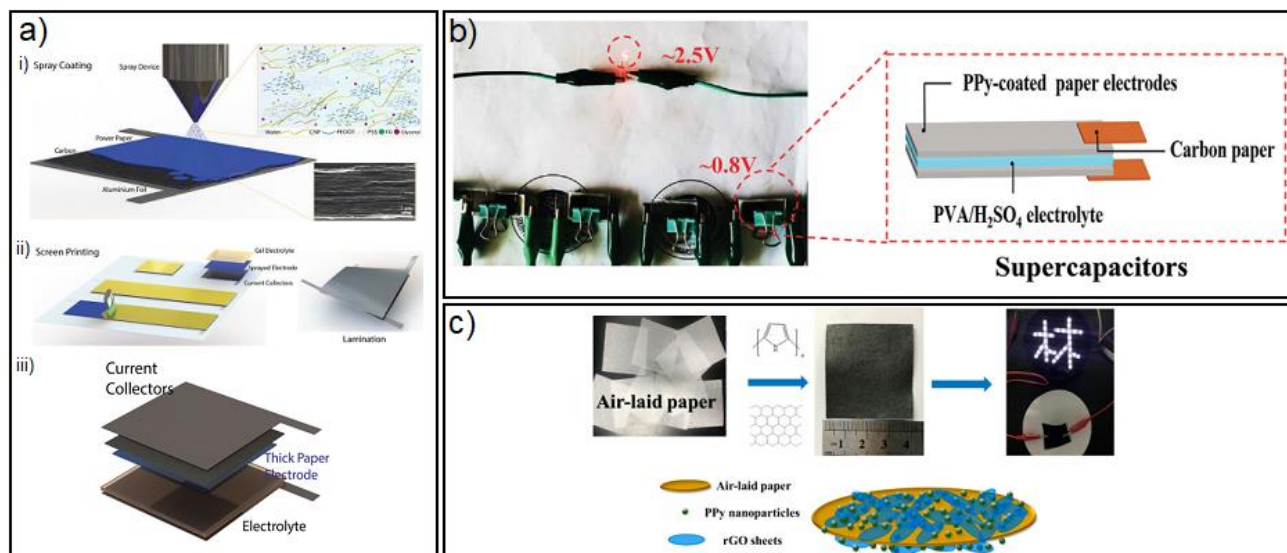 a)
i) Spray Coating
Spray Device
Power Paper
Carbon
Aluminium Foil
Water CNF PEDOT PSS FG Glycerol
ii) Screen Printing
Gel Electrolyte
Sprayed Electrode
Current Collectors
Lamination
iii)
Current
Collectors
Thick Paper
Electrode
Electrolyte
b)
~2.5V
~0.8V
PPy-coated paper electrodes
Carbon paper
PVA/H₂SO₄ electrolyte
Supercapacitors
c)
Air-laid paper
N
H
n
1 2 3 4
材
Air-laid paper
PPy nanoparticles
rGO sheets